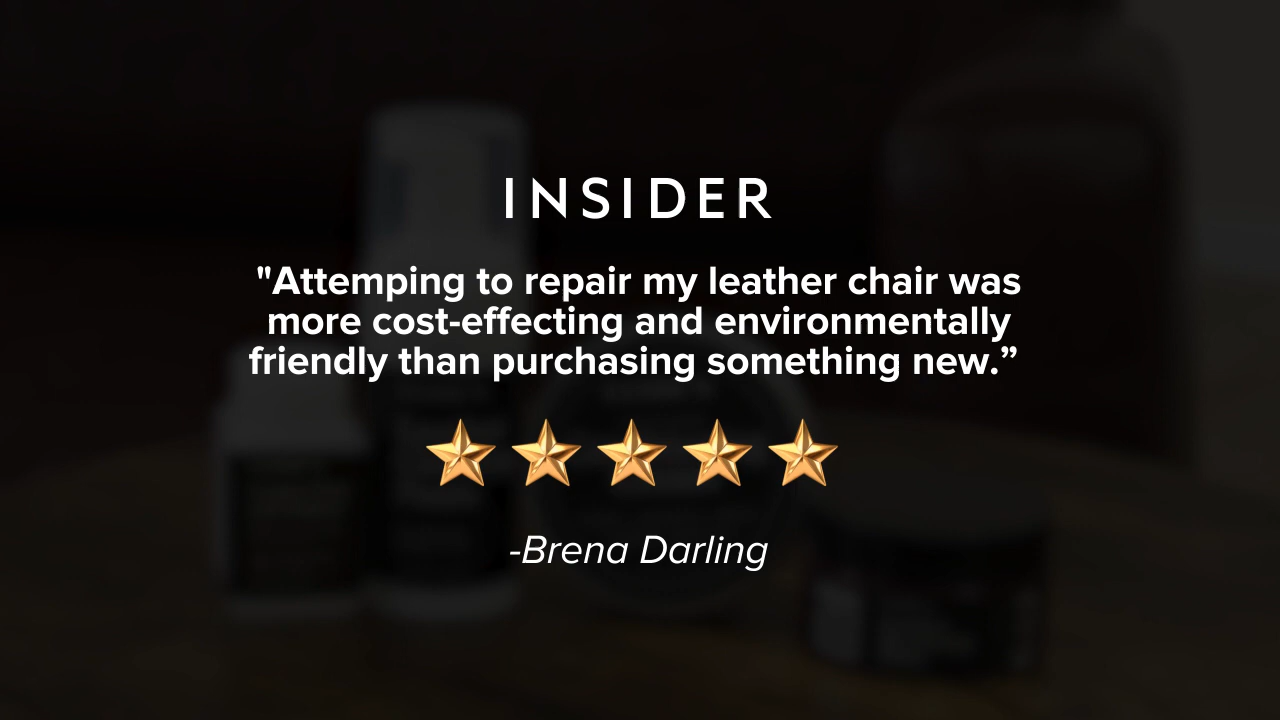 INSIDER
"Attemping to repair my leather chair was
more cost-effecting and environmentally
friendly than purchasing something new.”
-Brena Darling